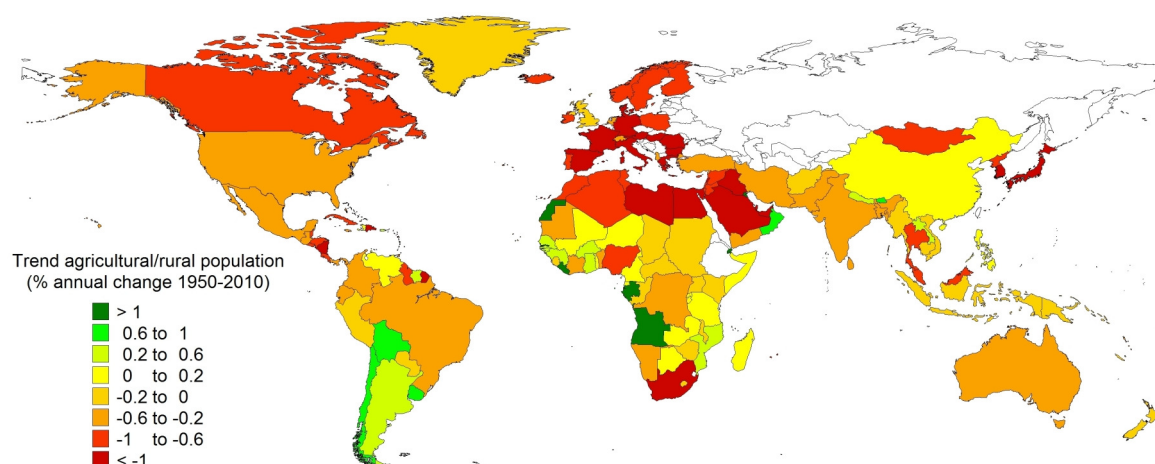 Trend agricultural/rural population
(% annual change 1950-2010)
> 1
0.6 to 1
0.2 to 0.6
0 to 0.2
-0.2 to 0
-0.6 to -0.2
-1 to -0.6
< -1